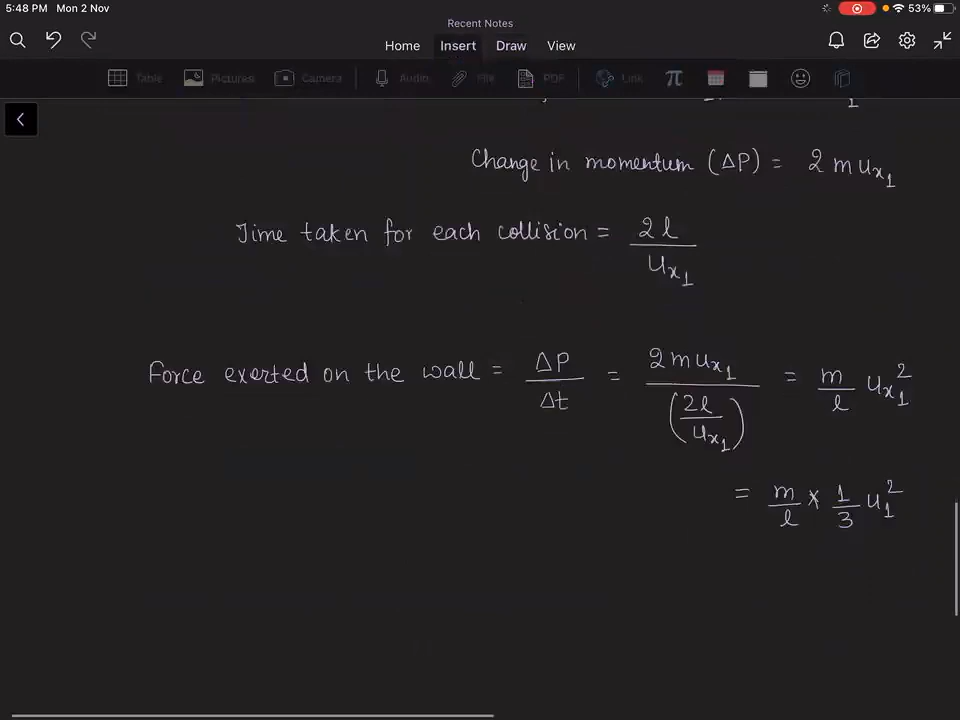 5:48 PM Mon 2 Nov 53%
Recent Notes
Home Insert Draw View
Table Pictures Camera Audio File PDF Link
Change in momentum (ΔP) = 2 m u_{x_1}
Time taken for each collision = 2l / u_{x_1}
Force exerted on the wall = ΔP / Δt = 2 m u_{x_1} / (2l / u_{x_1}) = m / l u_{x_1}^2
= m / l × 1 / 3 u_1^2